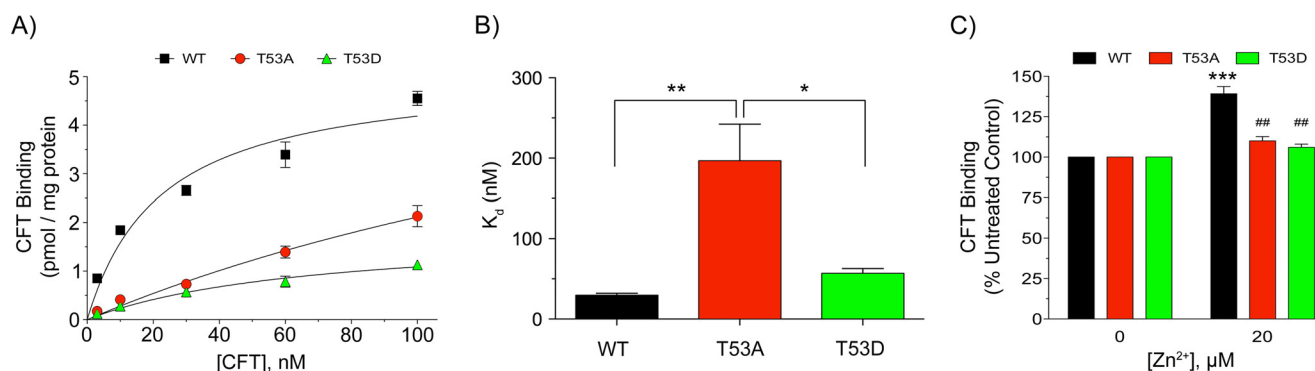 A)
WT T53A T53D
CFT Binding
(pmol / mg protein)
5
4
3
2
1
0
0 20 40 60 80 100
[CFT], nM
B)
K_d (nM)
300
200
100
0
** *
WT T53A T53D
C)
WT T53A T53D
CFT Binding
(% Untreated Control)
150
125
100
75
50
25
0
***
## ##
0 20
[Zn²⁺], µM